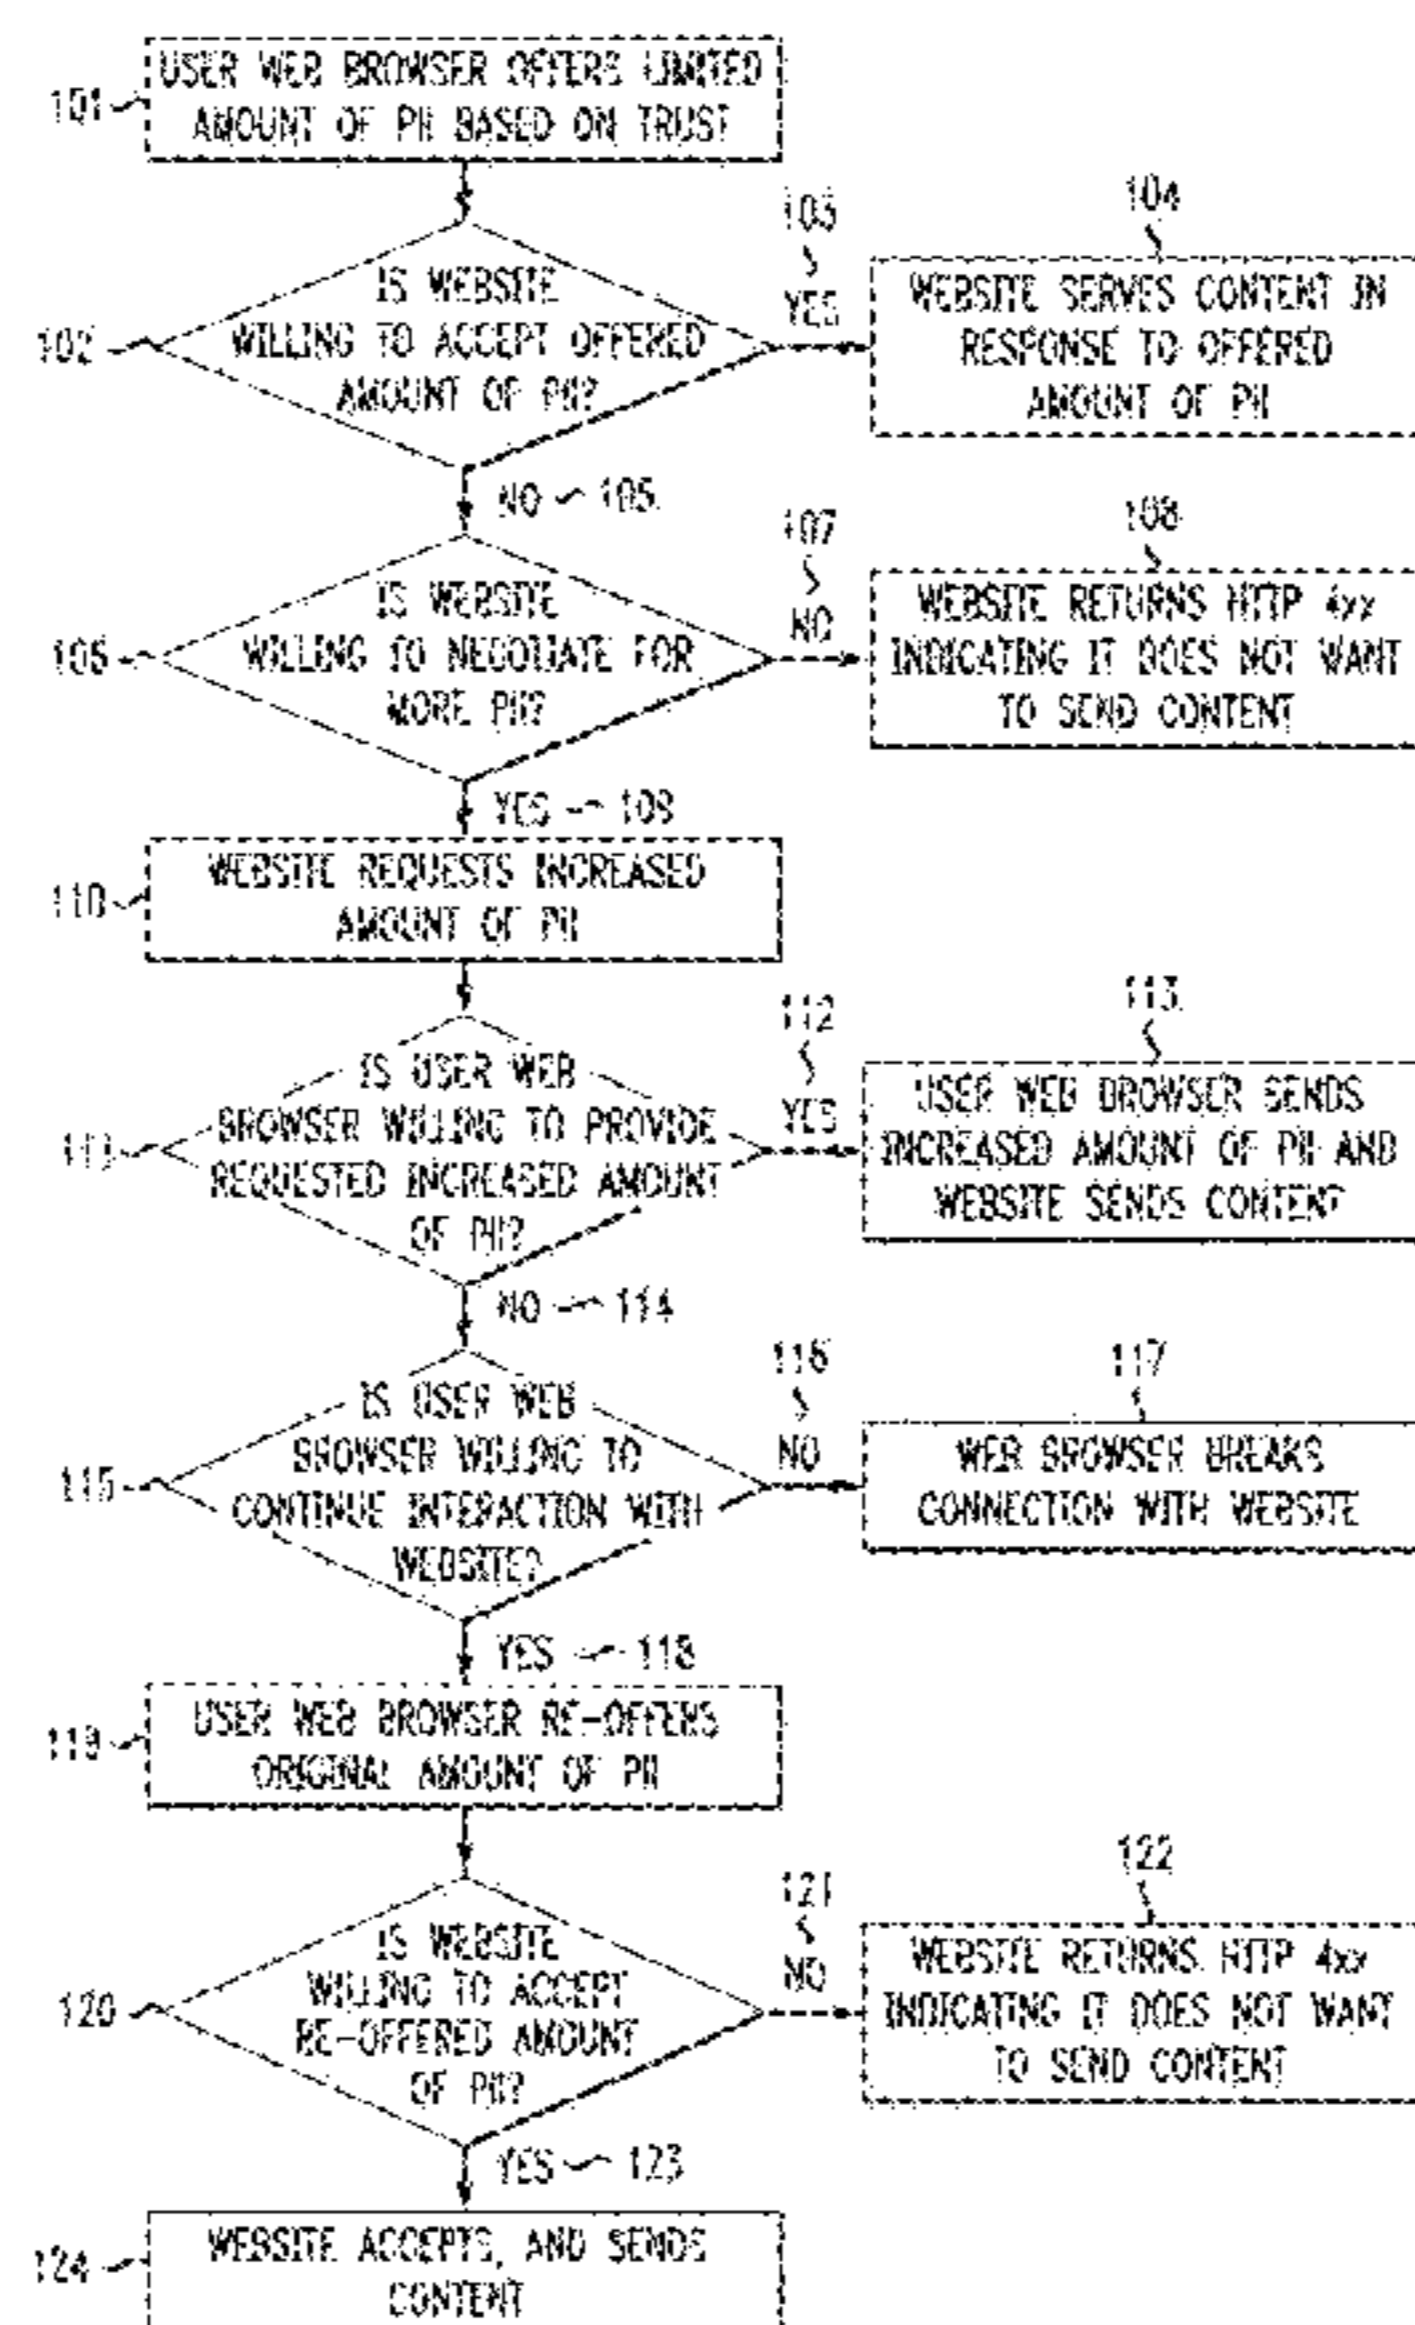 101
USER WEB BROWSER OFFERS LIMITED
AMOUNT OF PII BASED ON TRUST
102
IS WEBSITE
WILLING TO ACCEPT OFFERED
AMOUNT OF PII?
103
YES
104
WEBSITE SERVES CONTENT IN
RESPONSE TO OFFERED
AMOUNT OF PII
NO 105
106
IS WEBSITE
WILLING TO NEGOTIATE FOR
MORE PII?
107
NO
108
WEBSITE RETURNS HTTP 4xx
INDICATING IT DOES NOT WANT
TO SEND CONTENT
YES 109
110
WEBSITE REQUESTS INCREASED
AMOUNT OF PII
111
IS USER WEB
BROWSER WILLING TO PROVIDE
REQUESTED INCREASED AMOUNT
OF PII?
112
YES
113
USER WEB BROWSER SENDS
INCREASED AMOUNT OF PII AND
WEBSITE SENDS CONTENT
NO 114
115
IS USER WEB
BROWSER WILLING TO
CONTINUE INTERACTION WITH
WEBSITE?
116
NO
117
WEB BROWSER BREAKS
CONNECTION WITH WEBSITE
YES 118
119
USER WEB BROWSER RE-OFFERS
ORIGINAL AMOUNT OF PII
120
IS WEBSITE
WILLING TO ACCEPT
RE-OFFERED AMOUNT
OF PII?
121
NO
122
WEBSITE RETURNS HTTP 4xx
INDICATING IT DOES NOT WANT
TO SEND CONTENT
YES 123
124
WEBSITE ACCEPTS, AND SENDS
CONTENT